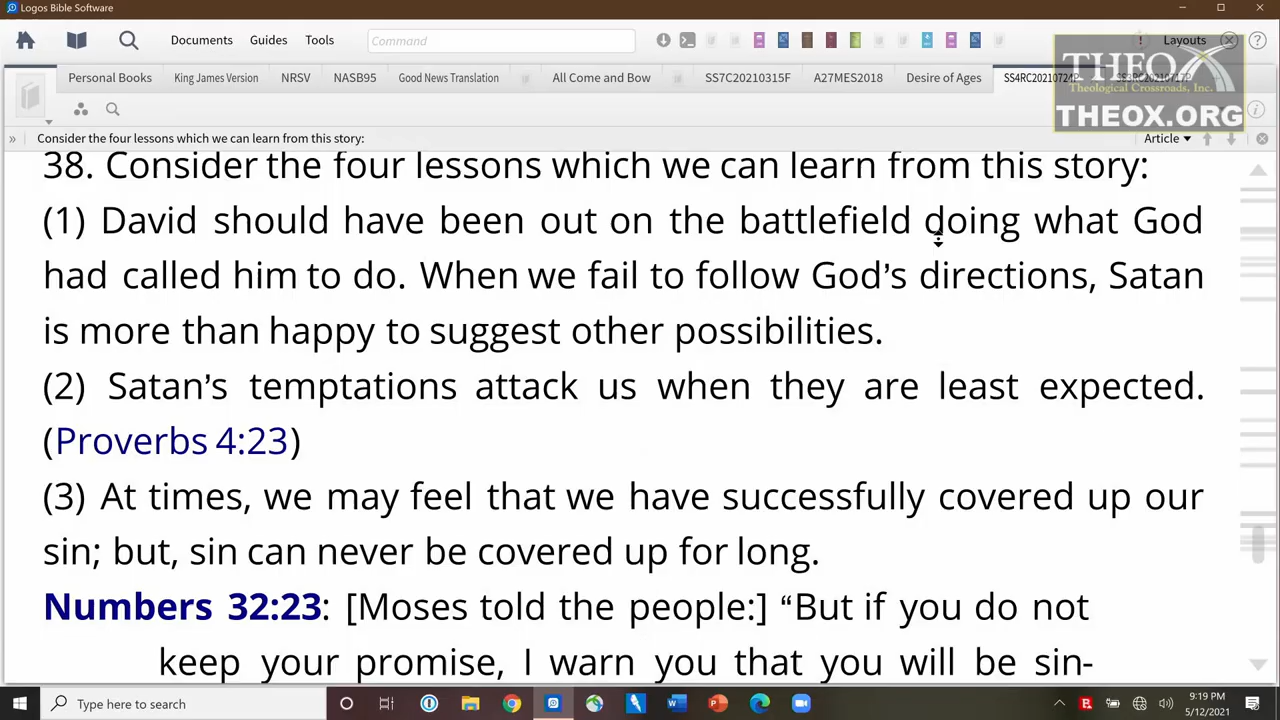 Logos Bible Software
Documents Guides Tools Command Layouts
Personal Books King James Version NRSV NASB95 Good News Translation All Come and Bow SS7C20210315F A27MES2018 Desire of Ages SS4RC20210724P
THEOX
Theological Crossroads, Inc.
THEOX.ORG
Consider the four lessons which we can learn from this story: Article
38. Consider the four lessons which we can learn from this story:
(1) David should have been out on the battlefield doing what God
had called him to do. When we fail to follow God’s directions, Satan
is more than happy to suggest other possibilities.
(2) Satan’s temptations attack us when they are least expected.
(Proverbs 4:23)
(3) At times, we may feel that we have successfully covered up our
sin; but, sin can never be covered up for long.
Numbers 32:23: [Moses told the people:] “But if you do not
keep your promise, I warn you that you will be sin-
Type here to search
9:19 PM
5/12/2021